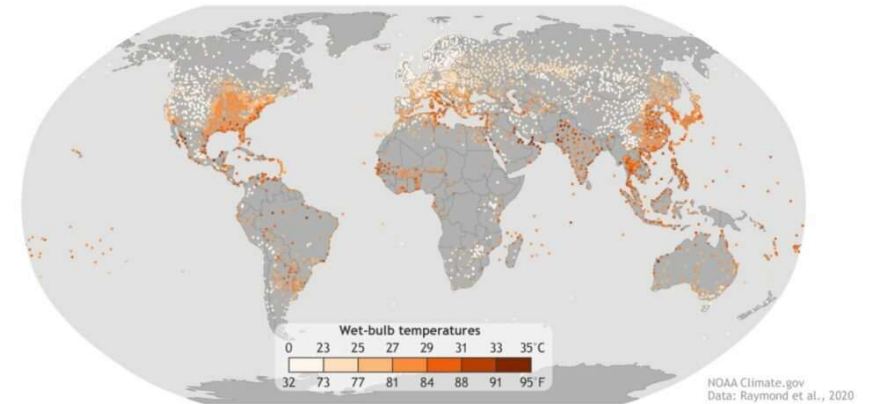 Wet-bulb temperatures
0 23 25 27 29 31 33 35°C
32 73 77 81 84 88 91 95°F
NOAA Climate.gov
Data: Raymond et al., 2020